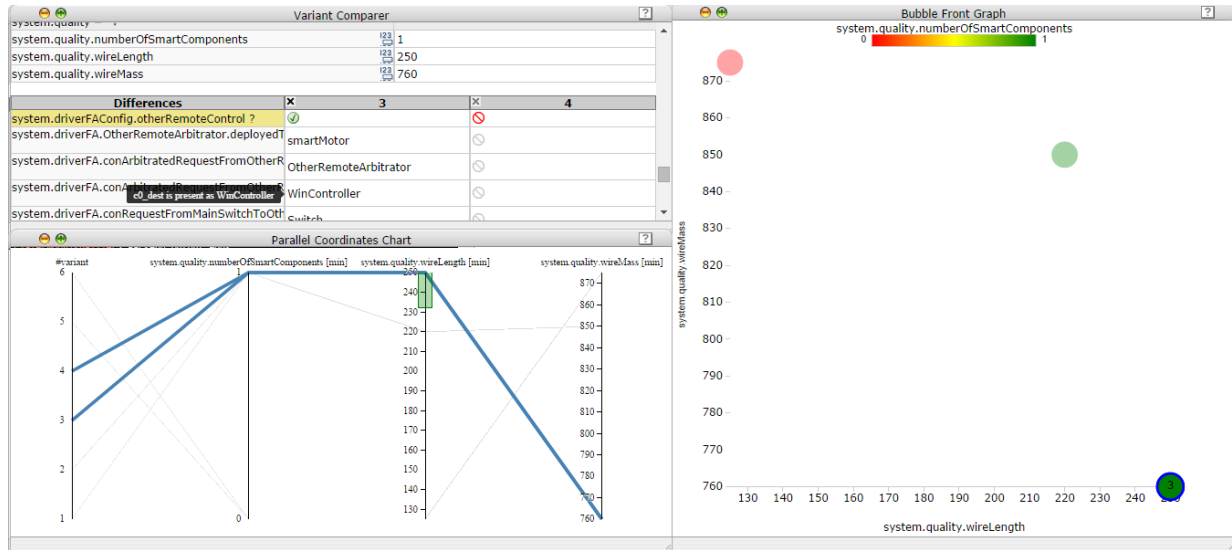 Variant Comparer
?
system.quality.numberOfSmartComponents 123 1
system.quality.wireLength 123 250
system.quality.wireMass 123 760
Differences 3 4
system.driverFAConfig.otherRemoteControl ?
system.driverFA.OtherRemoteArbitrator.deployedT smartMotor
system.driverFA.conArbitratedRequestFromOtherR OtherRemoteArbitrator
WinController
c0_dest is present as WinController
system.driverFA.conRequestFromMainSwitchToOth Switch
Parallel Coordinates Chart
?
#variant
system.quality.numberOfSmartComponents [min]
system.quality.wireLength [min]
system.quality.wireMass [min]
6
5
4
3
2
1
1
0
250
240
230
220
210
200
190
180
170
160
150
140
130
870
860
850
840
830
820
810
800
790
780
770
760
Bubble Front Graph
?
system.quality.numberOfSmartComponents
0 1
870
860
850
840
830
820
810
800
790
780
770
760
system.quality.wireMass
3
130 140 150 160 170 180 190 200 210 220 230 240
system.quality.wireLength